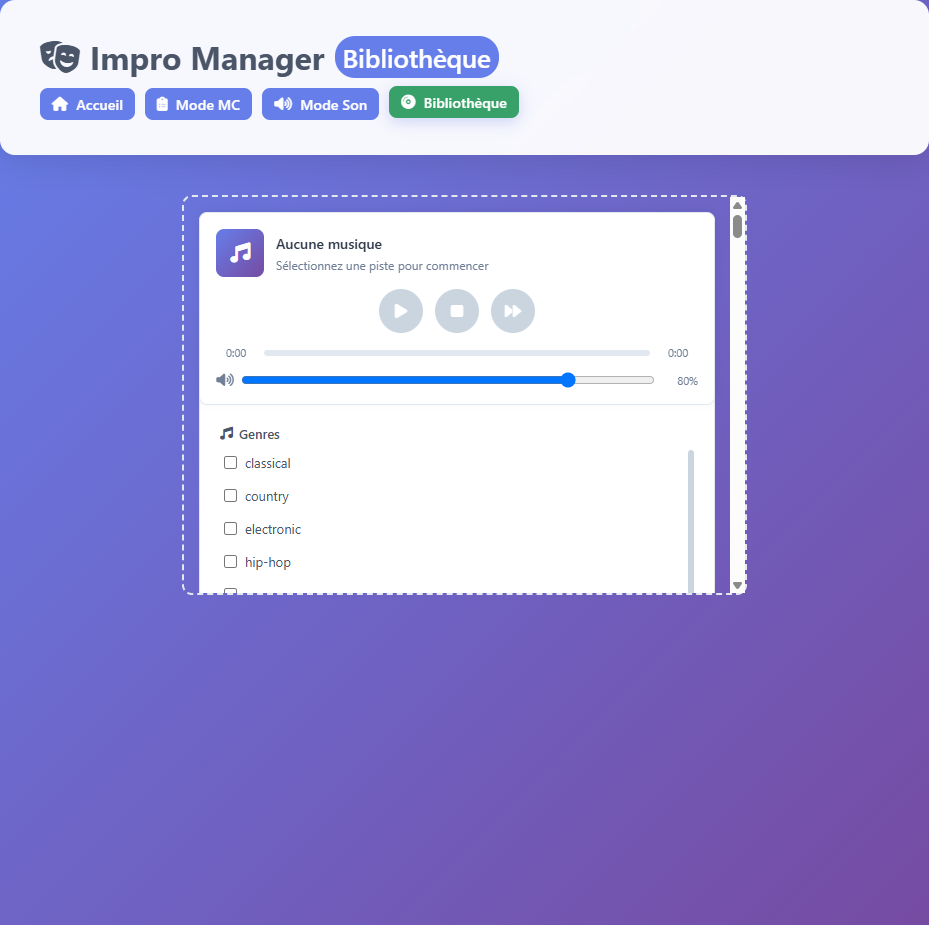 Impro Manager Bibliothèque
Accueil Mode MC Mode Son Bibliothèque
Aucune musique
Sélectionnez une piste pour commencer
0:00 0:00
80%
Genres
classical
country
electronic
hip-hop